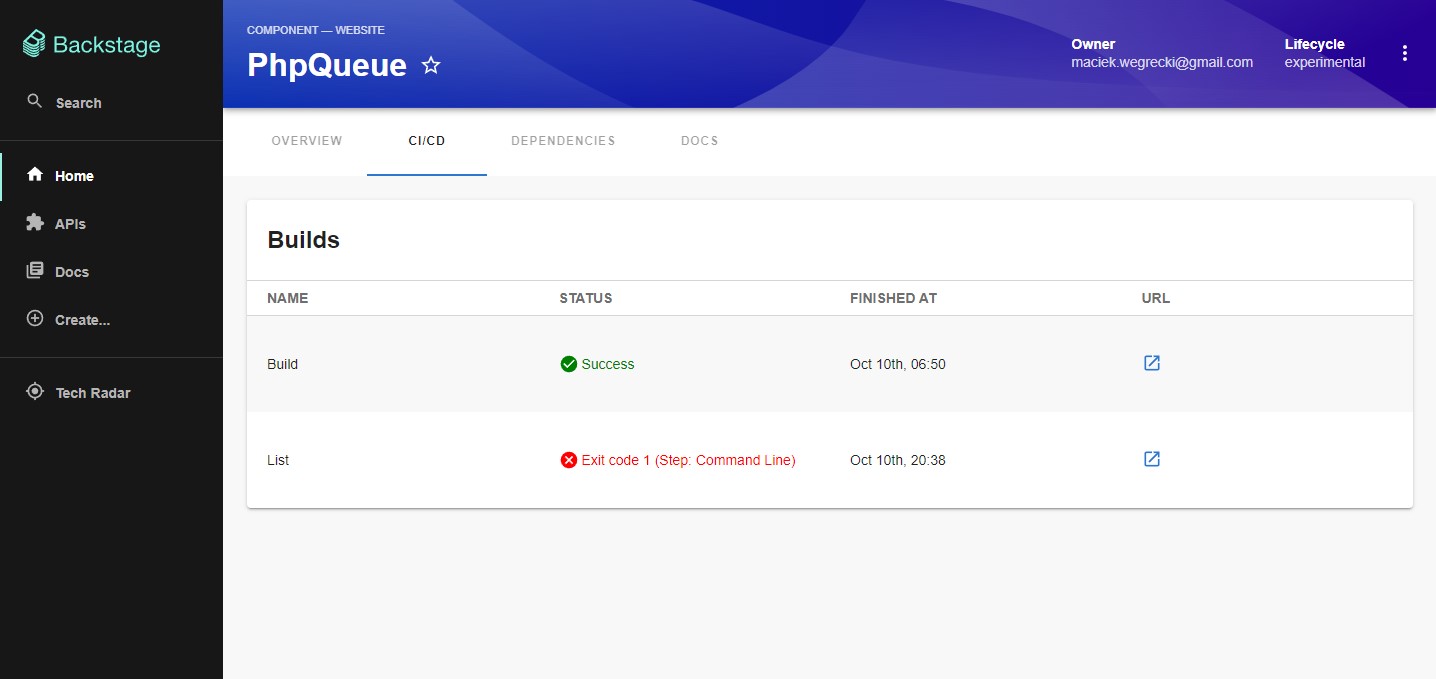 Backstage
Search
Home
APIs
Docs
Create...
Tech Radar
COMPONENT — WEBSITE
PhpQueue
Owner
maciek.wegrecki@gmail.com
Lifecycle
experimental
OVERVIEW CI/CD DEPENDENCIES DOCS
Builds
NAME STATUS FINISHED AT URL
Build Success Oct 10th, 06:50
List Exit code 1 (Step: Command Line) Oct 10th, 20:38